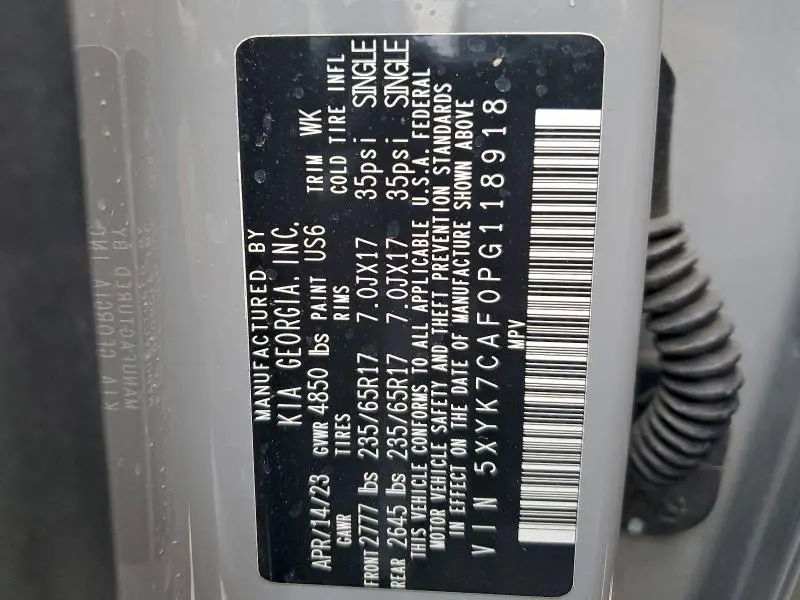 MANUFACTURED BY
KIA GEORGIA, INC.
APR/14/23 GVWR 4850 lbs PAINT US6 TRIM WK
GAWR TIRES RIMS COLD TIRE INFL
FRONT 2777 lbs 235/65R17 7.0JX17 35psi SINGLE
REAR 2645 lbs 235/65R17 7.0JX17 35psi SINGLE
THIS VEHICLE CONFORMS TO ALL APPLICABLE U.S.A. FEDERAL
MOTOR VEHICLE SAFETY AND THEFT PREVENTION STANDARDS
IN EFFECT ON THE DATE OF MANUFACTURE SHOWN ABOVE
VIN 5XYK7CAF0PG118918
MPV